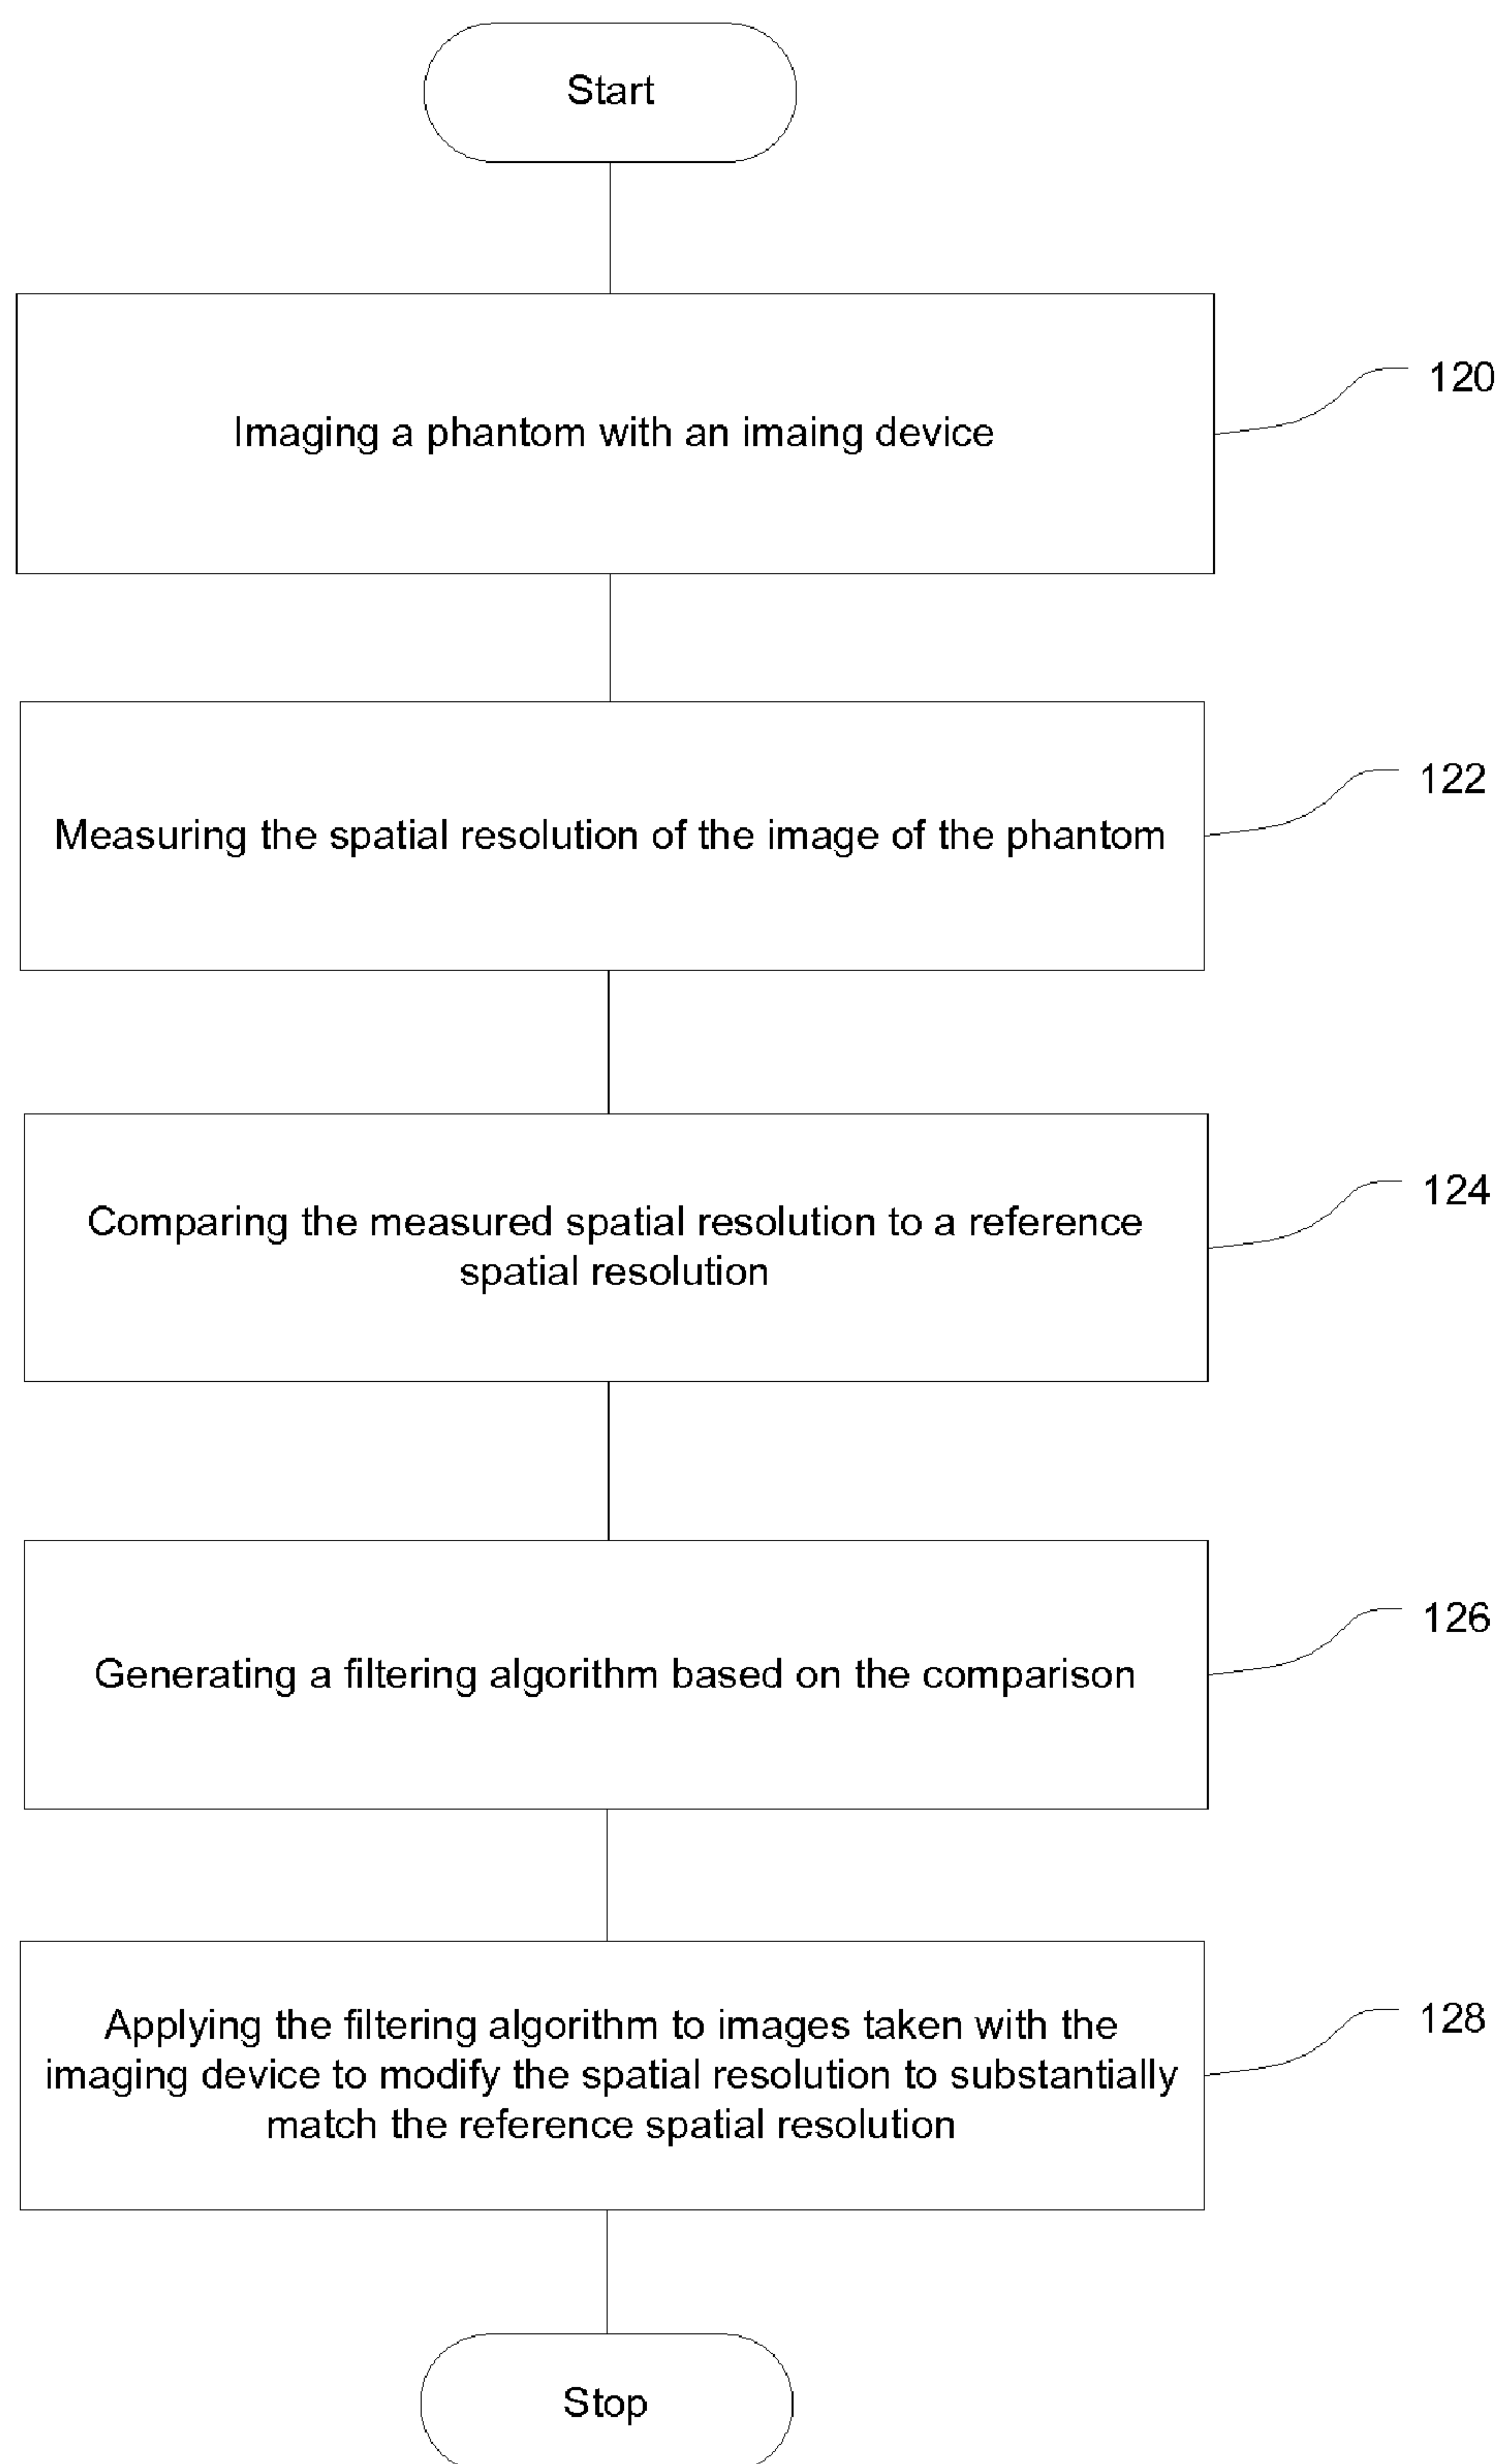 Start
Imaging a phantom with an imaing device
120
Measuring the spatial resolution of the image of the phantom
122
Comparing the measured spatial resolution to a reference
spatial resolution
124
Generating a filtering algorithm based on the comparison
126
Applying the filtering algorithm to images taken with the
imaging device to modify the spatial resolution to substantially
match the reference spatial resolution
128
Stop